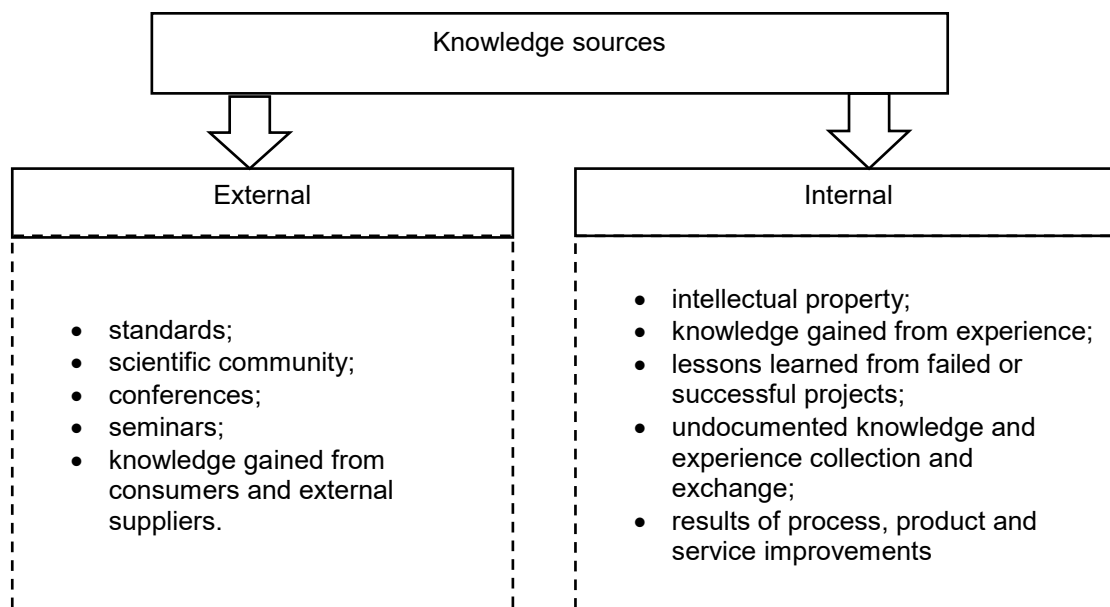 Knowledge sources
External
• standards;
• scientific community;
• conferences;
• seminars;
• knowledge gained from
consumers and external
suppliers.
Internal
• intellectual property;
• knowledge gained from experience;
• lessons learned from failed or
successful projects;
• undocumented knowledge and
experience collection and
exchange;
• results of process, product and
service improvements